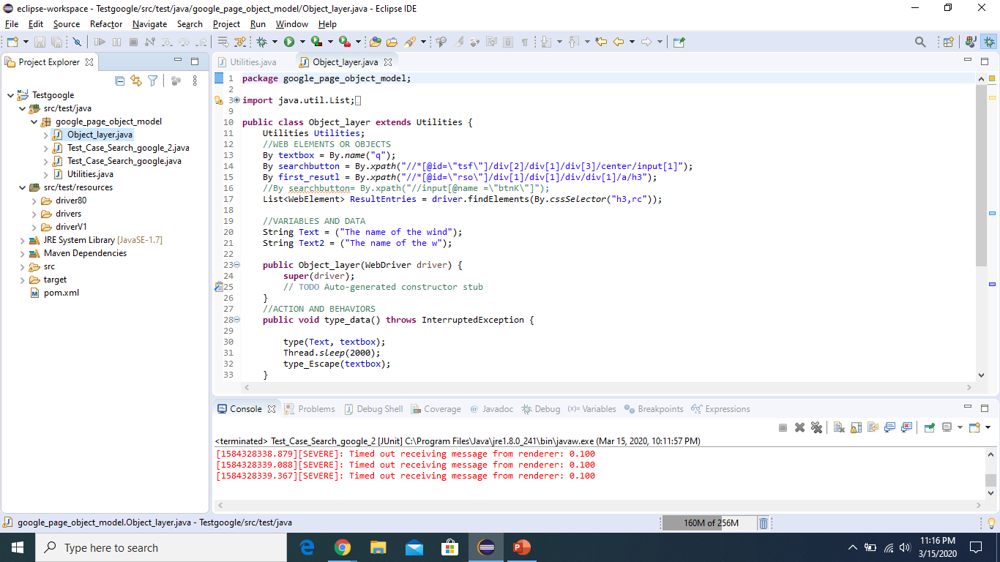 eclipse-workspace - Testgoogle/src/test/java/google_page_object_model/Object_layer.java - Eclipse IDE
File Edit Source Refactor Navigate Search Project Run Window Help
Project Explorer
Testgoogle
src/test/java
google_page_object_model
Object_layer.java
Test_Case_Search_google_2.java
Test_Case_Search_google.java
Utilities.java
src/test/resources
driver80
drivers
driverV1
JRE System Library [JavaSE-1.7]
Maven Dependencies
src
target
pom.xml
Utilities.java Object_layer.java
1 package google_page_object_model;
2
3 import java.util.List;
9
10 public class Object_layer extends Utilities {
11 Utilities Utilities;
12 //WEB ELEMENTS OR OBJECTS
13 By textbox = By.name("q");
14 By searchbutton = By.xpath("//*[@id=\"tsf\"]/div[2]/div[1]/div[3]/center/input[1]");
15 By first_resutl = By.xpath("//*[@id=\"rso\"]/div[1]/div[1]/div/div[1]/a/h3");
16 //By searchbutton= By.xpath("//input[@name =\"btnK\"]");
17 List<WebElement> ResultEntries = driver.findElements(By.cssSelector("h3,rc"));
18
19 //VARIABLES AND DATA
20 String Text = ("The name of the wind");
21 String Text2 = ("The name of the w");
22
23 public Object_layer(WebDriver driver) {
24 super(driver);
25 // TODO Auto-generated constructor stub
26 }
27 //ACTION AND BEHAVIORS
28 public void type_data() throws InterruptedException {
29
30 type(Text, textbox);
31 Thread.sleep(2000);
32 type_Escape(textbox);
33 }
Console Problems Debug Shell Coverage @ Javadoc Debug (x)= Variables Breakpoints Expressions
<terminated> Test_Case_Search_google_2 [JUnit] C:\Program Files\Java\jre1.8.0_241\bin\javaw.exe (Mar 15, 2020, 10:11:57 PM)
[1584328338.879][SEVERE]: Timed out receiving message from renderer: 0.100
[1584328339.088][SEVERE]: Timed out receiving message from renderer: 0.100
[1584328339.367][SEVERE]: Timed out receiving message from renderer: 0.100
google_page_object_model.Object_layer.java - Testgoogle/src/test/java
160M of 256M
Type here to search
11:16 PM
3/15/2020